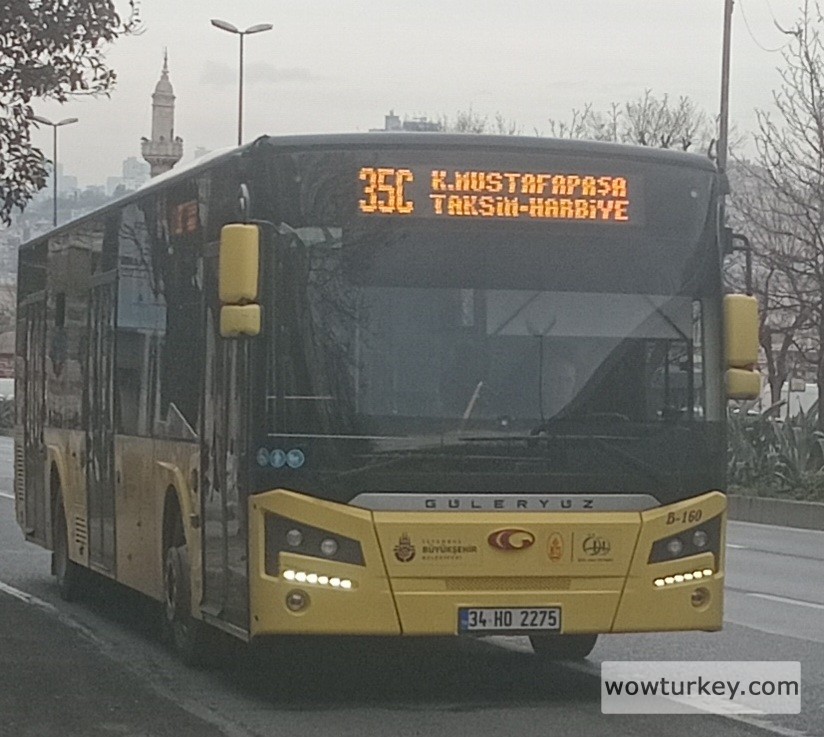 35C K.MUSTAFAPAŞA
TAKSİM-HARBİYE
GÜLERYÜZ
B-160
İSTANBUL
BÜYÜKŞEHİR
BELEDİYESİ
34 HO 2275
wowturkey.com